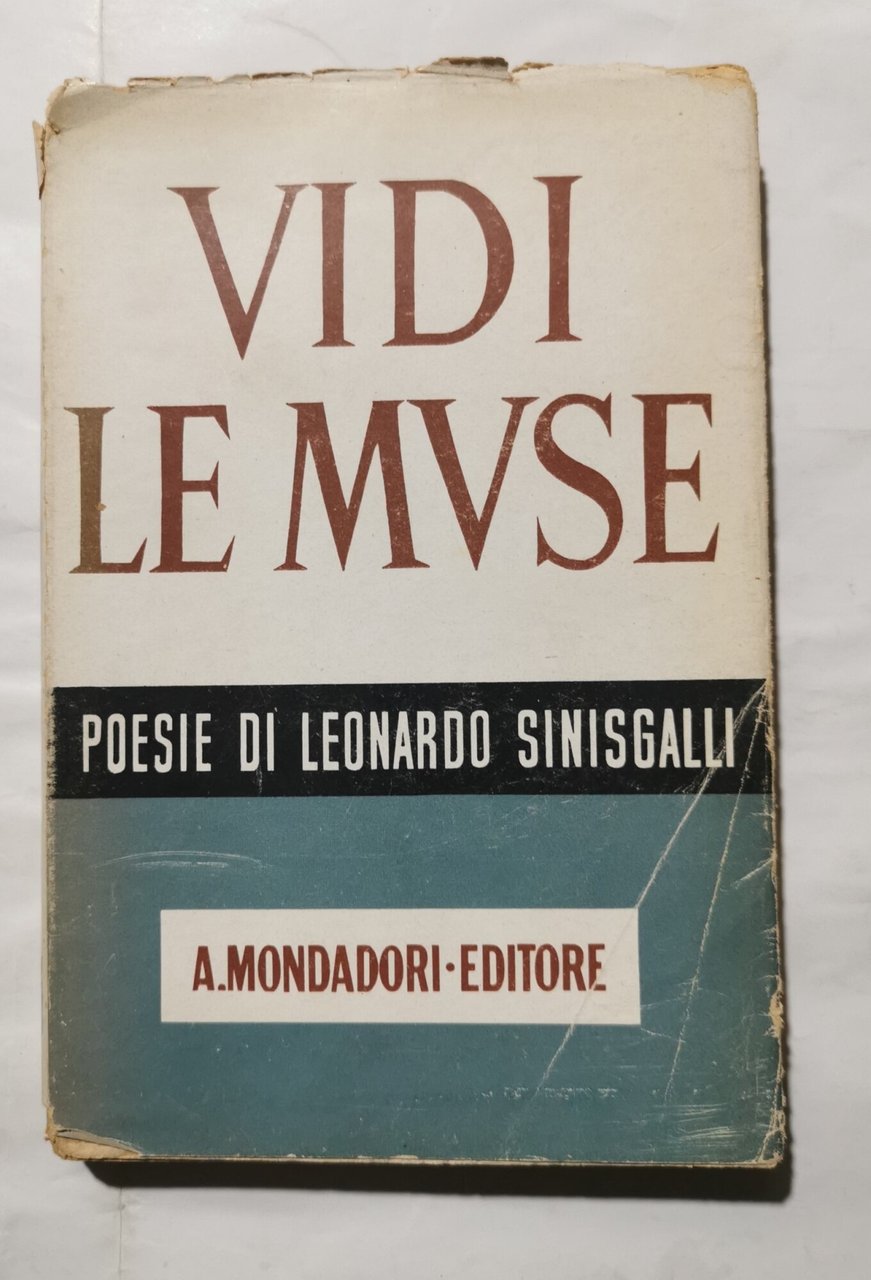 VIDI
LE MVSE
POESIE DI LEONARDO SINISGALLI
A.MONDADORI·EDITORE